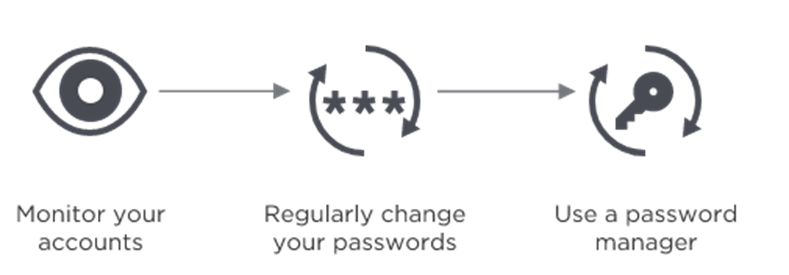 ***
Monitor your
accounts
Regularly change
your passwords
Use a password
manager